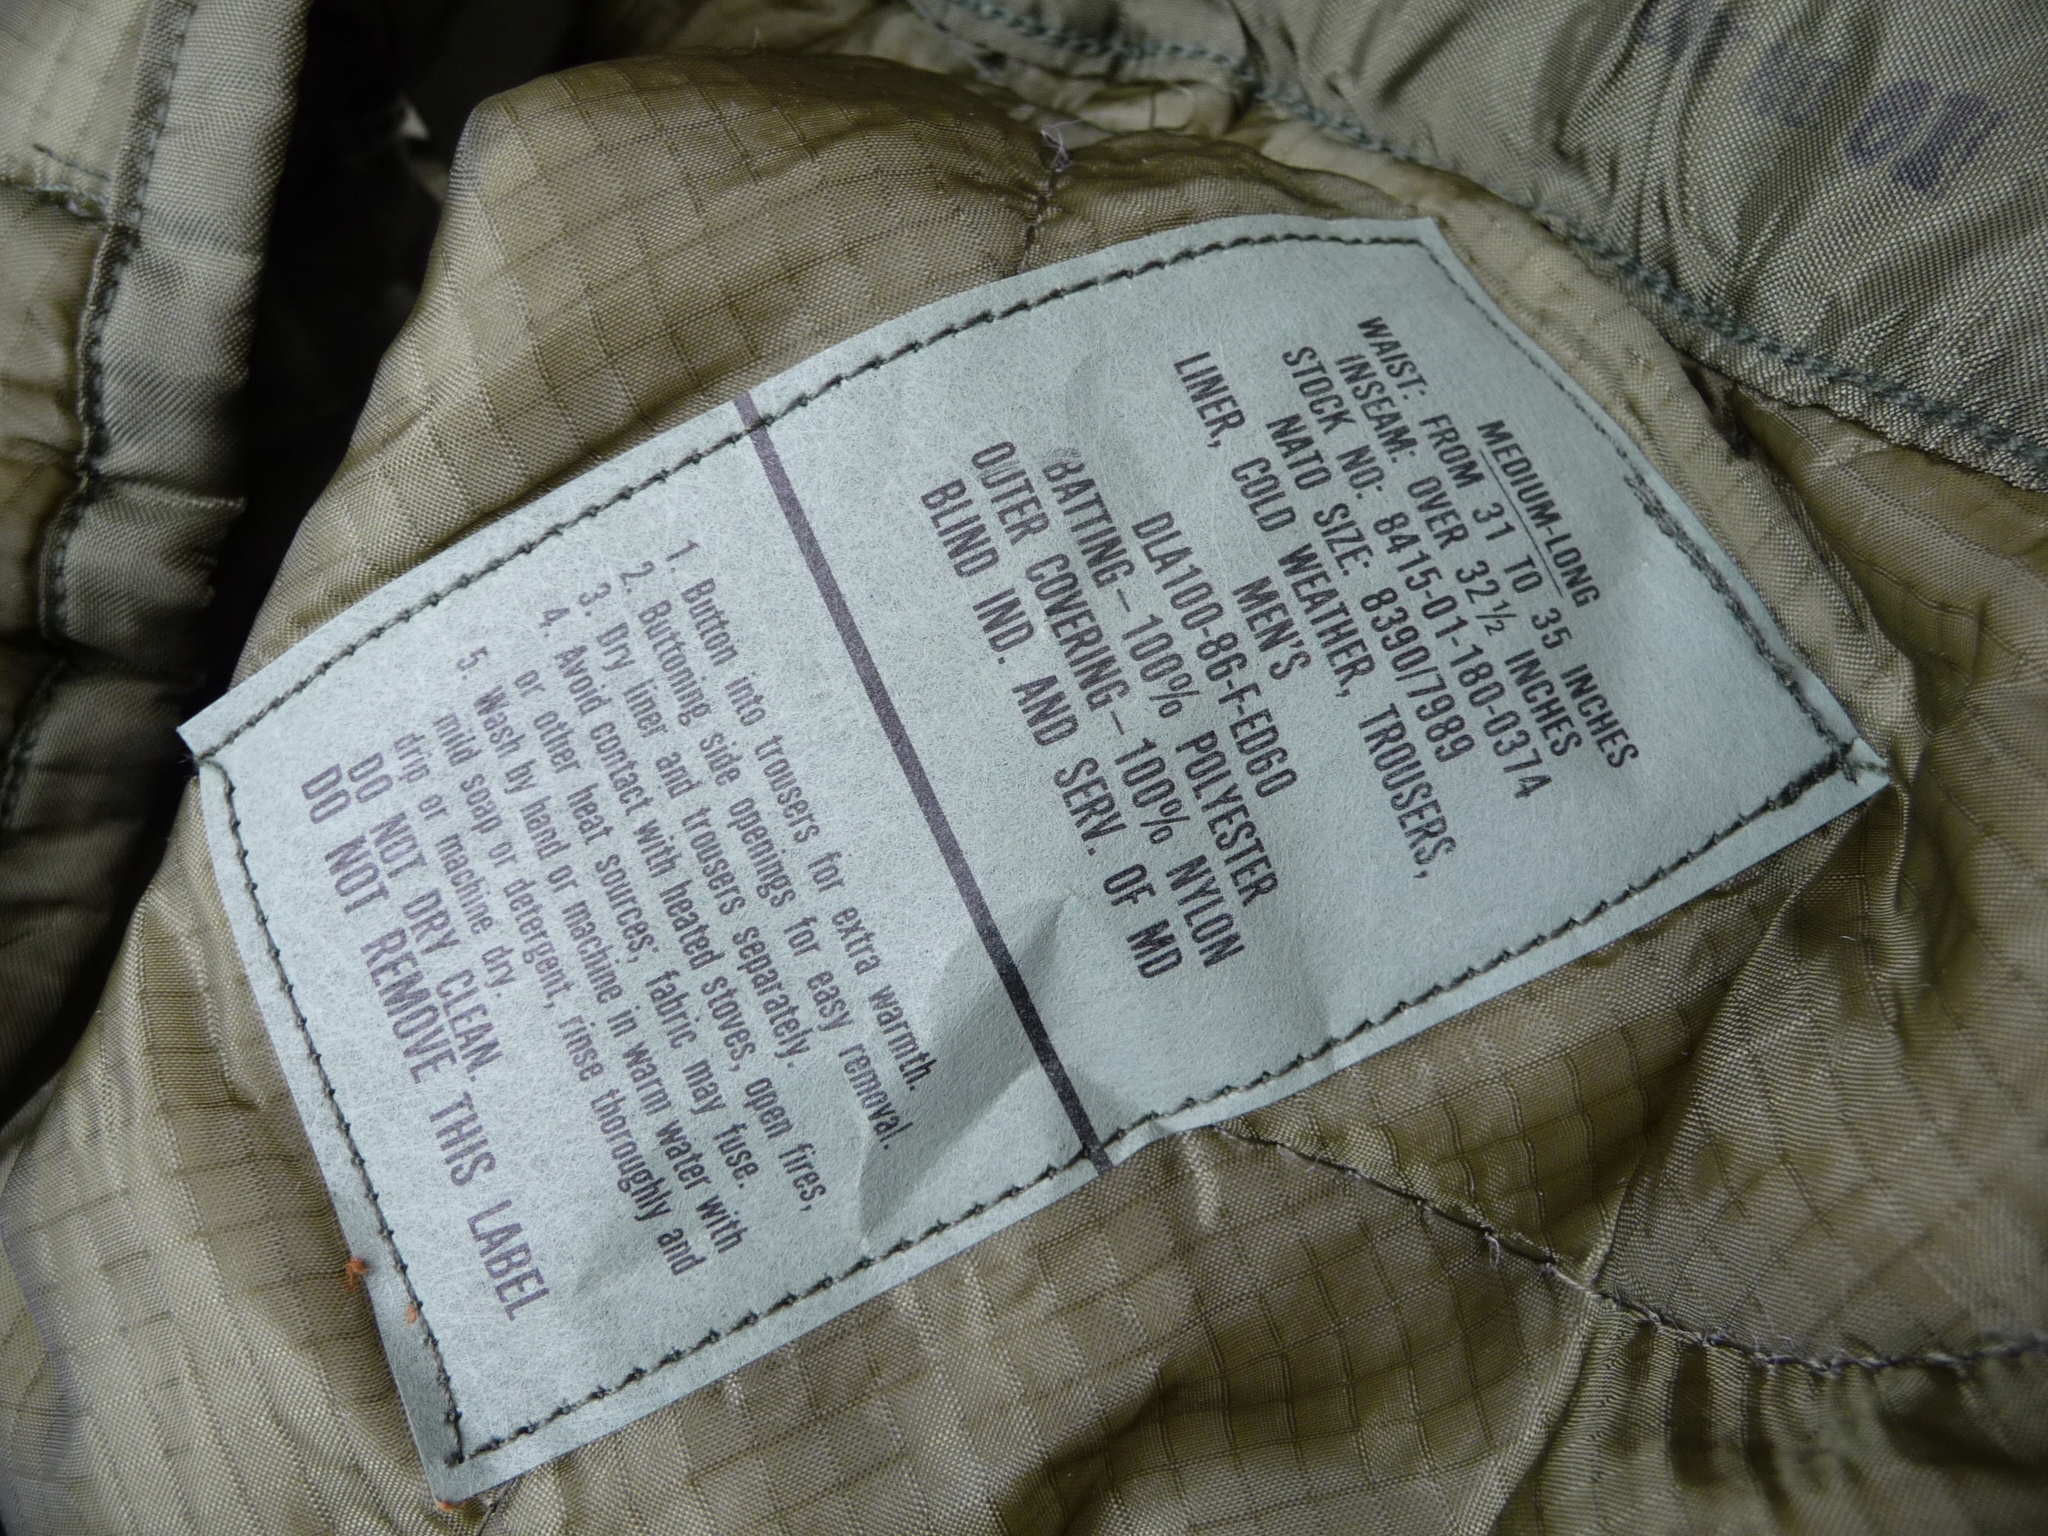 MEDIUM-LONG
WAIST: FROM 31 TO 35 INCHES
INSEAM: OVER 32½ INCHES
STOCK NO: 8415-01-180-0374
NATO SIZE: 8390/7989
LINER, COLD WEATHER, TROUSERS,
MEN'S
DLA100-86-F-ED60
BATTING—100% POLYESTER
OUTER COVERING—100% NYLON
BLIND IND. AND SERV. OF MD
1. Button into trousers for extra warmth.
2. Buttoning side openings for easy removal.
3. Dry liner and trousers separately.
4. Avoid contact with heated stoves, open fires,
or other heat sources; fabric may fuse.
5. Wash by hand or machine in warm water with
mild soap or detergent, rinse thoroughly and
drip or machine dry.
DO NOT DRY CLEAN.
DO NOT REMOVE THIS LABEL